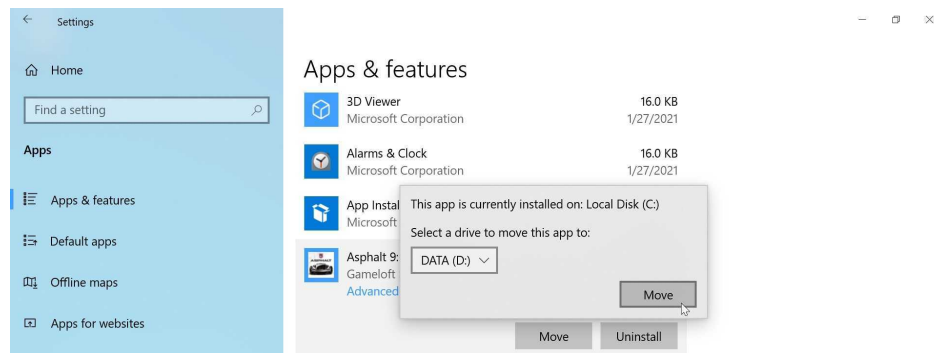 Settings
Home
Find a setting
Apps
Apps & features
Default apps
Offline maps
Apps for websites
Apps & features
3D Viewer 16.0 KB
Microsoft Corporation 1/27/2021
Alarms & Clock 16.0 KB
Microsoft Corporation 1/27/2021
App Instal
Microsoft
Asphalt 9:
Gameloft
Advanced
This app is currently installed on: Local Disk (C:)
Select a drive to move this app to:
DATA (D:)
Move
Move Uninstall